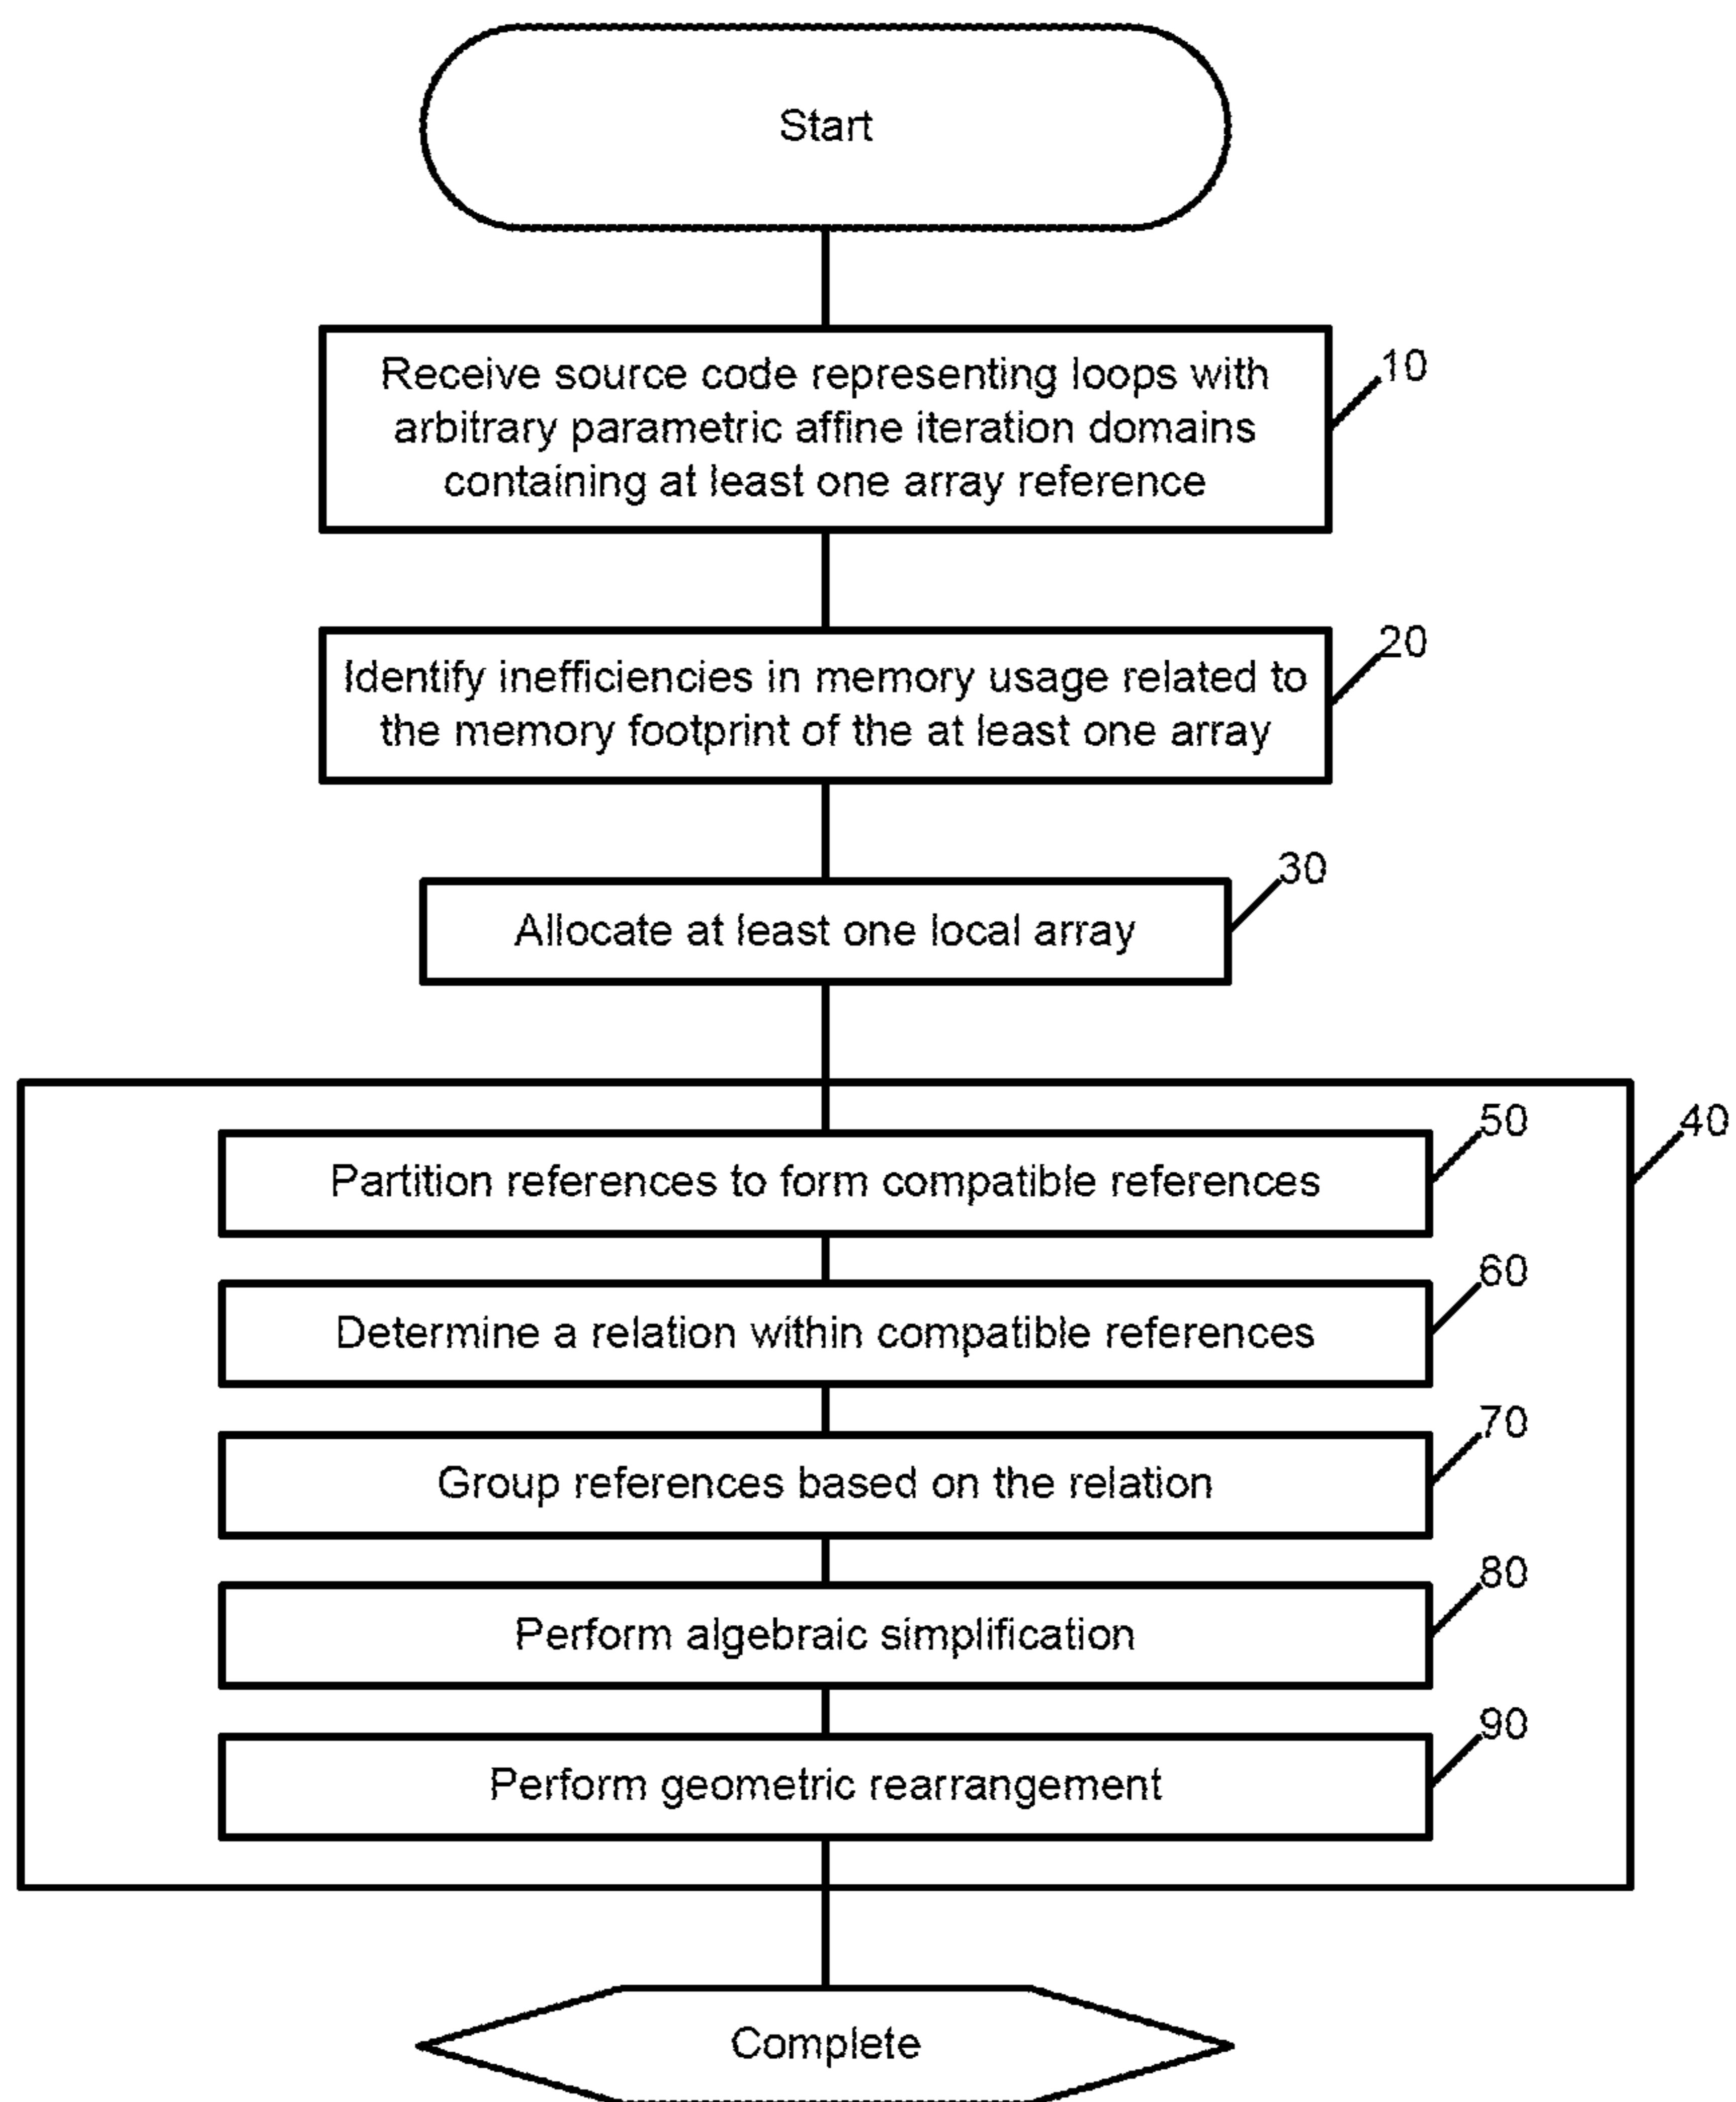 Start
Receive source code representing loops with
arbitrary parametric affine iteration domains
containing at least one array reference
10
Identify inefficiencies in memory usage related to
the memory footprint of the at least one array
20
Allocate at least one local array
30
40
Partition references to form compatible references
50
Determine a relation within compatible references
60
Group references based on the relation
70
Perform algebraic simplification
80
Perform geometric rearrangement
90
Complete